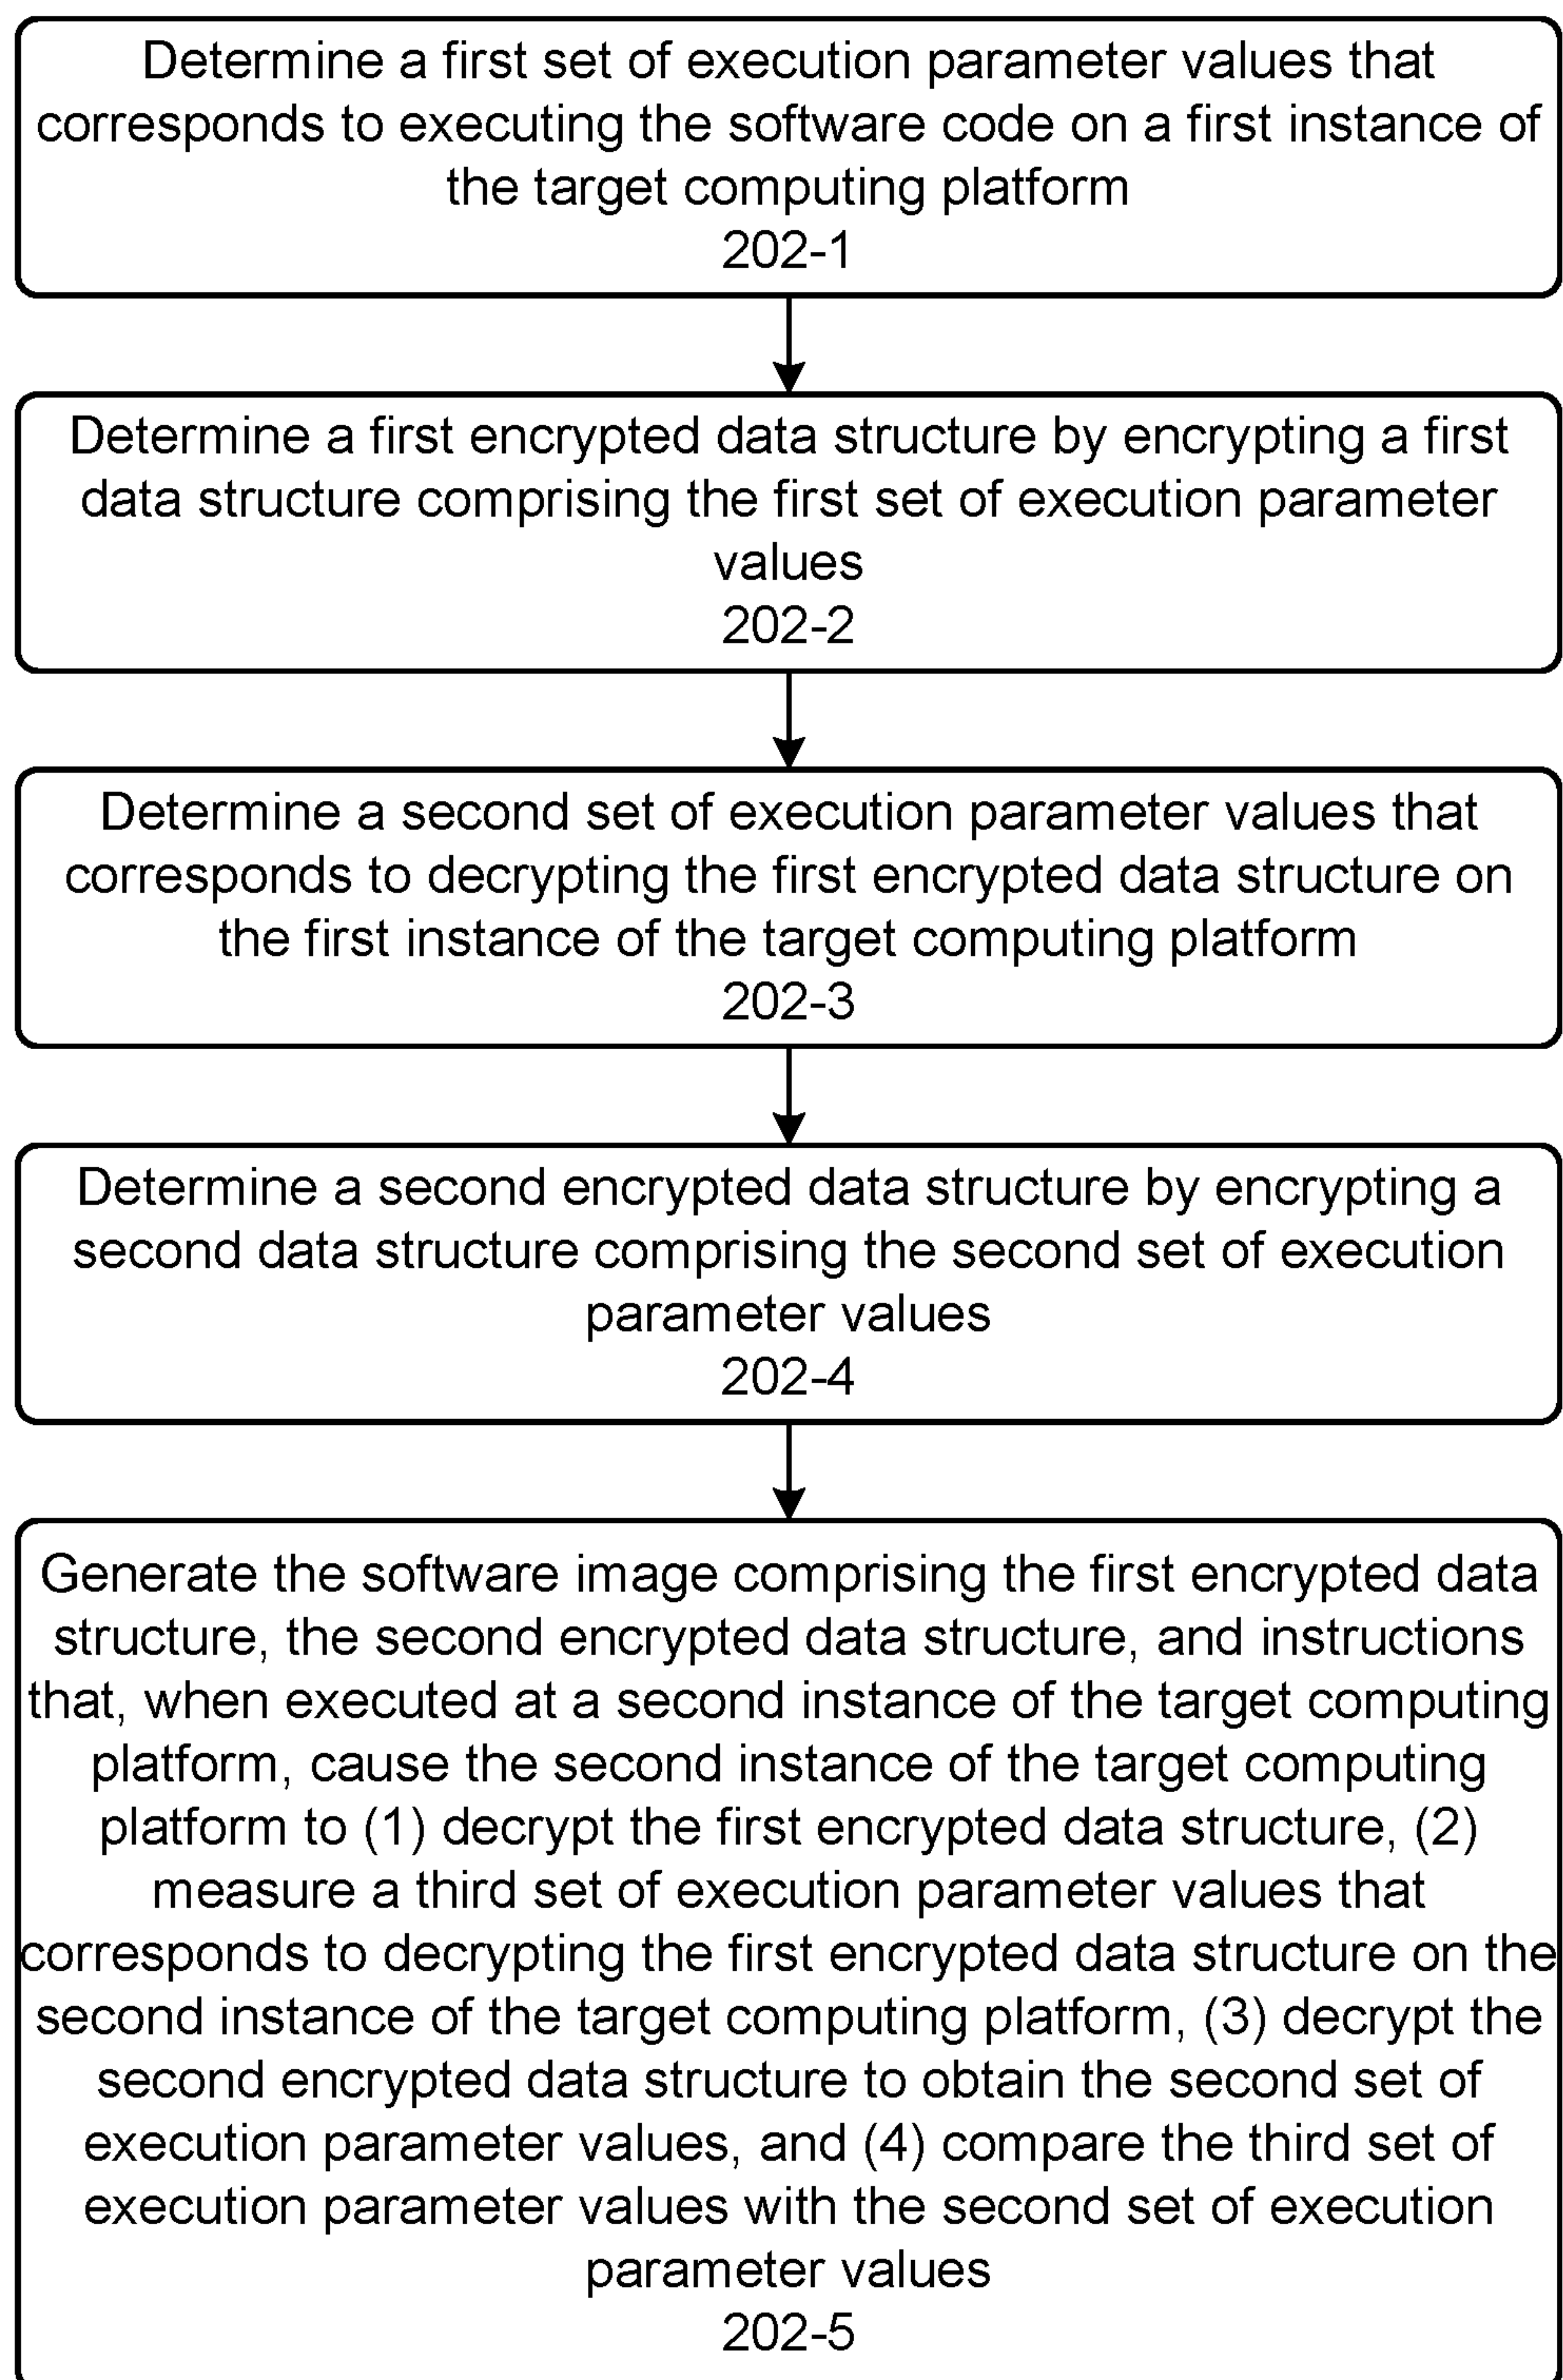 Determine a first set of execution parameter values that
corresponds to executing the software code on a first instance of
the target computing platform
202-1
Determine a first encrypted data structure by encrypting a first
data structure comprising the first set of execution parameter
values
202-2
Determine a second set of execution parameter values that
corresponds to decrypting the first encrypted data structure on
the first instance of the target computing platform
202-3
Determine a second encrypted data structure by encrypting a
second data structure comprising the second set of execution
parameter values
202-4
Generate the software image comprising the first encrypted data
structure, the second encrypted data structure, and instructions
that, when executed at a second instance of the target computing
platform, cause the second instance of the target computing
platform to (1) decrypt the first encrypted data structure, (2)
measure a third set of execution parameter values that
corresponds to decrypting the first encrypted data structure on the
second instance of the target computing platform, (3) decrypt the
second encrypted data structure to obtain the second set of
execution parameter values, and (4) compare the third set of
execution parameter values with the second set of execution
parameter values
202-5